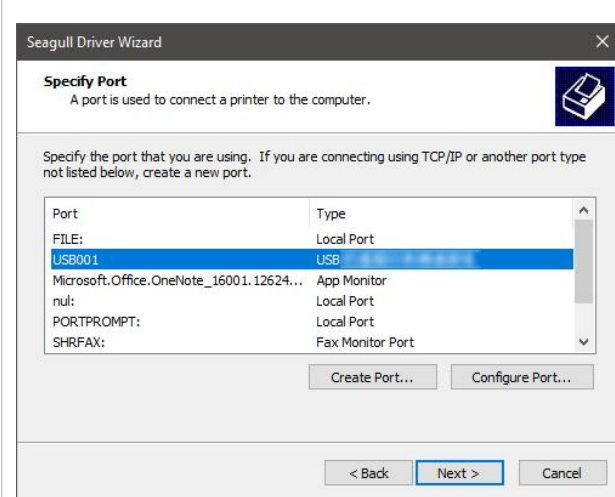 Seagull Driver Wizard
Specify Port
A port is used to connect a printer to the computer.
Specify the port that you are using. If you are connecting using TCP/IP or another port type
not listed below, create a new port.
Port Type
FILE: Local Port
USB001 USB
Microsoft.Office.OneNote_16001.12624... App Monitor
nul: Local Port
PORTPROMPT: Local Port
SHRFAX: Fax Monitor Port
Create Port... Configure Port...
< Back Next > Cancel